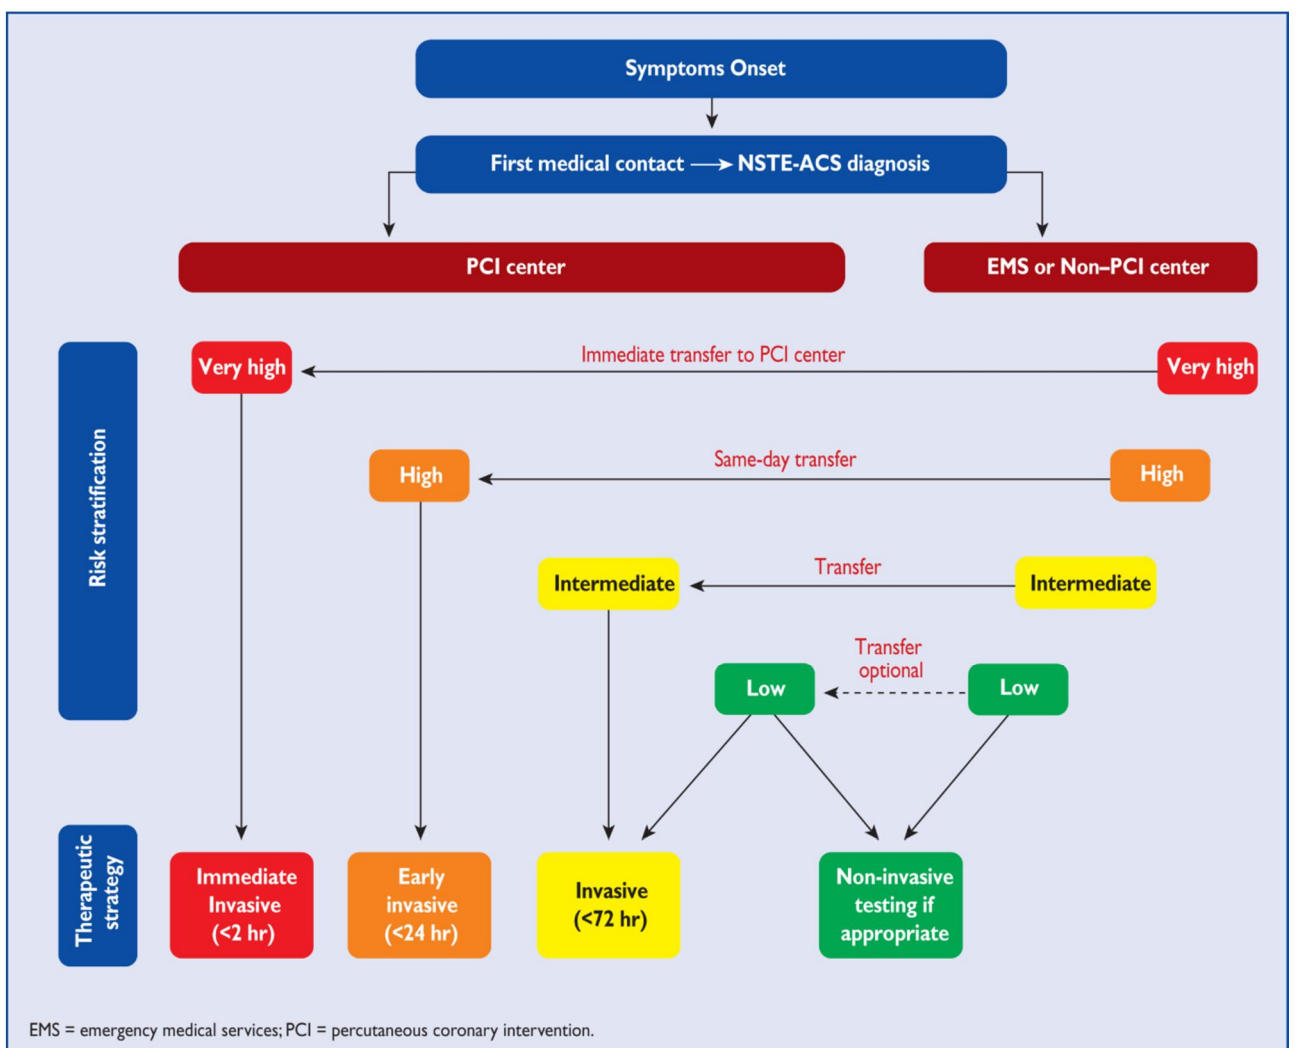 Symptoms Onset
First medical contact → NSTE-ACS diagnosis
PCI center
EMS or Non–PCI center
Risk stratification
Very high
Immediate transfer to PCI center
Very high
High
Same-day transfer
High
Intermediate
Transfer
Intermediate
Low
Transfer
optional
Low
Therapeutic
strategy
Immediate
Invasive
(<2 hr)
Early
invasive
(<24 hr)
Invasive
(<72 hr)
Non-invasive
testing if
appropriate
EMS = emergency medical services; PCI = percutaneous coronary intervention.